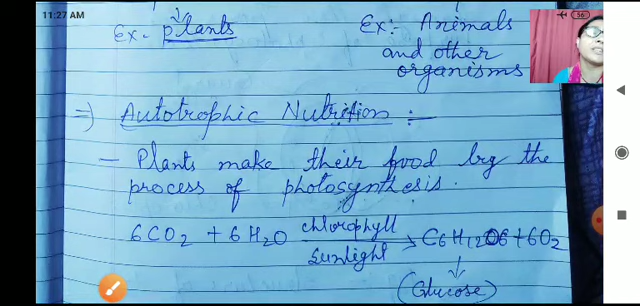 11:27 AM
56
Ex. plants
Ex: Animals
and other
organisms
⇒ Autotrophic Nutrition :-
- Plants make their food by the
process of photosynthesis.
6CO2 + 6H2O chlorophyll → C6H12O6 + 6O2
Sunlight
↓
(Glucose)